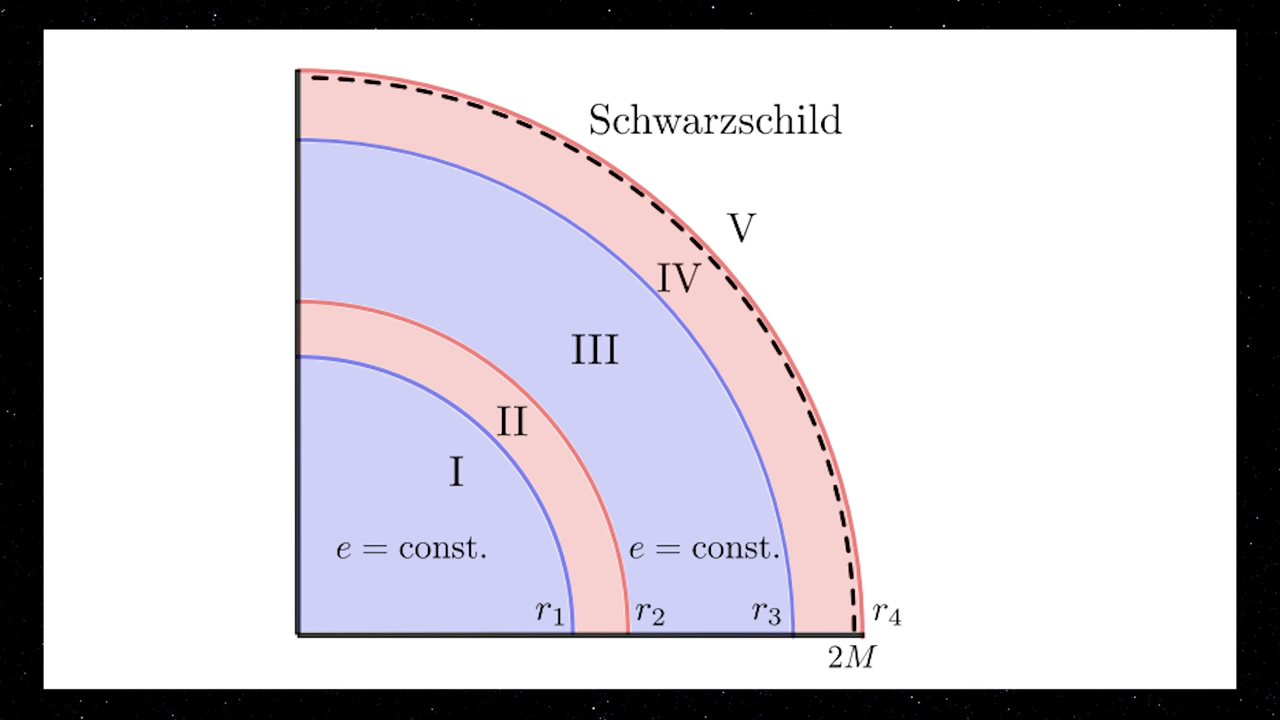 Schwarzschild
V
IV
III
II
I
e = const. e = const.
r₁ r₂ r₃ r₄
2M